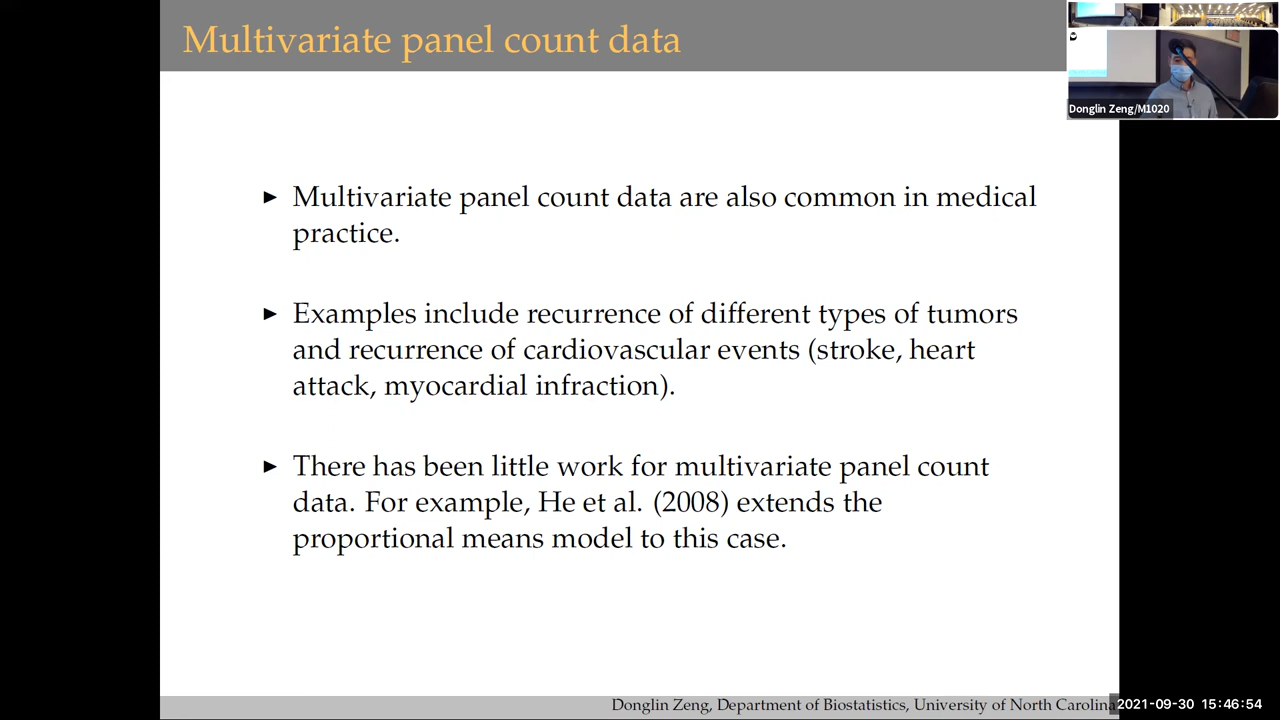 Multivariate panel count data
Donglin Zeng/M1020
▶ Multivariate panel count data are also common in medical
practice.
▶ Examples include recurrence of different types of tumors
and recurrence of cardiovascular events (stroke, heart
attack, myocardial infraction).
▶ There has been little work for multivariate panel count
data. For example, He et al. (2008) extends the
proportional means model to this case.
Donglin Zeng, Department of Biostatistics, University of North Carolina
2021-09-30 15:46:54